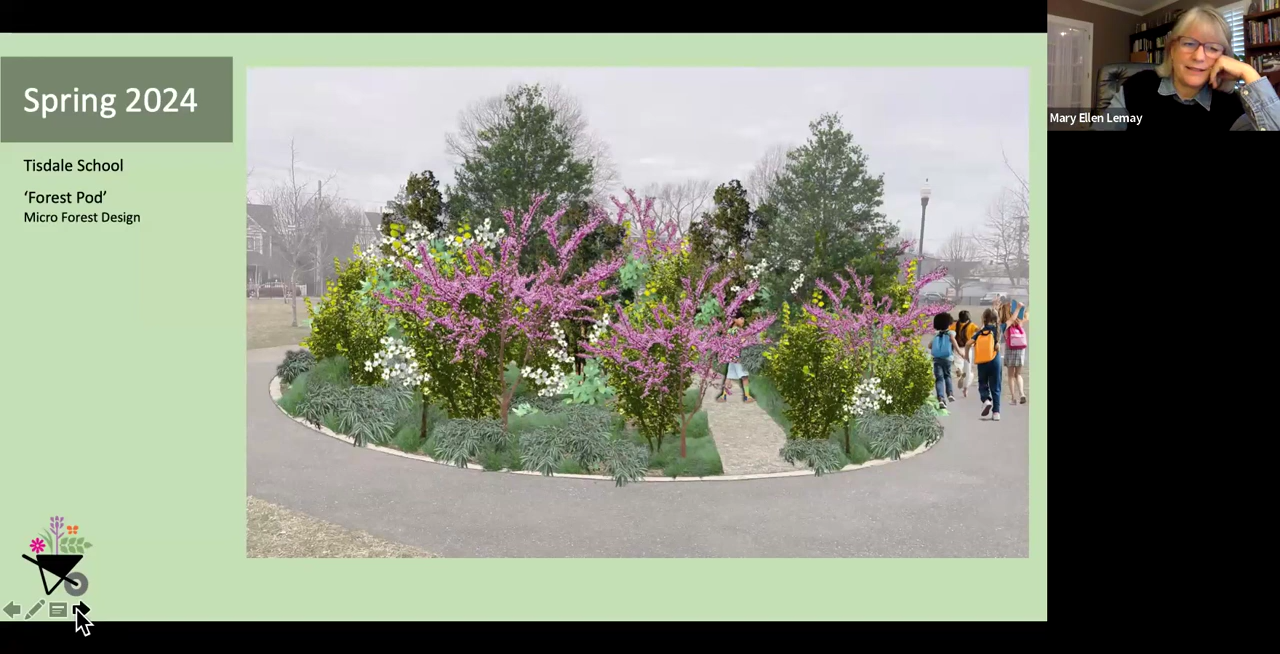 Spring 2024
Tisdale School
‘Forest Pod’
Micro Forest Design
Mary Ellen Lemay